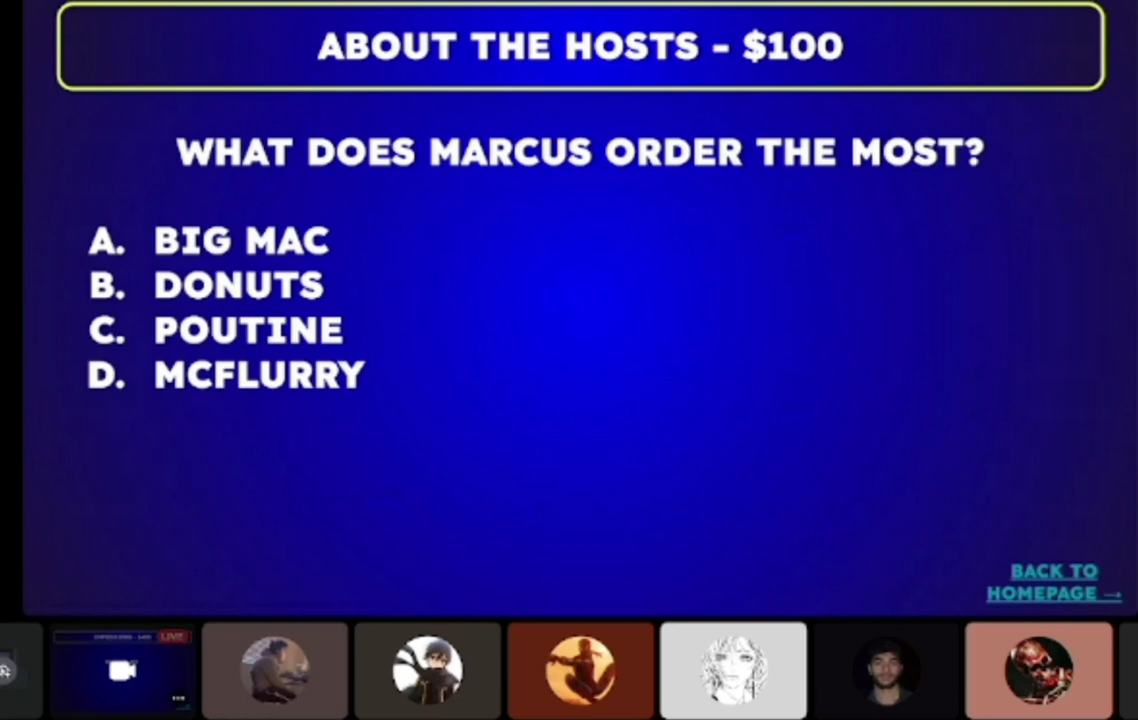 ABOUT THE HOSTS - $100
WHAT DOES MARCUS ORDER THE MOST?
A. BIG MAC
B. DONUTS
C. POUTINE
D. MCFLURRY
BACK TO
HOMEPAGE →
LIVE